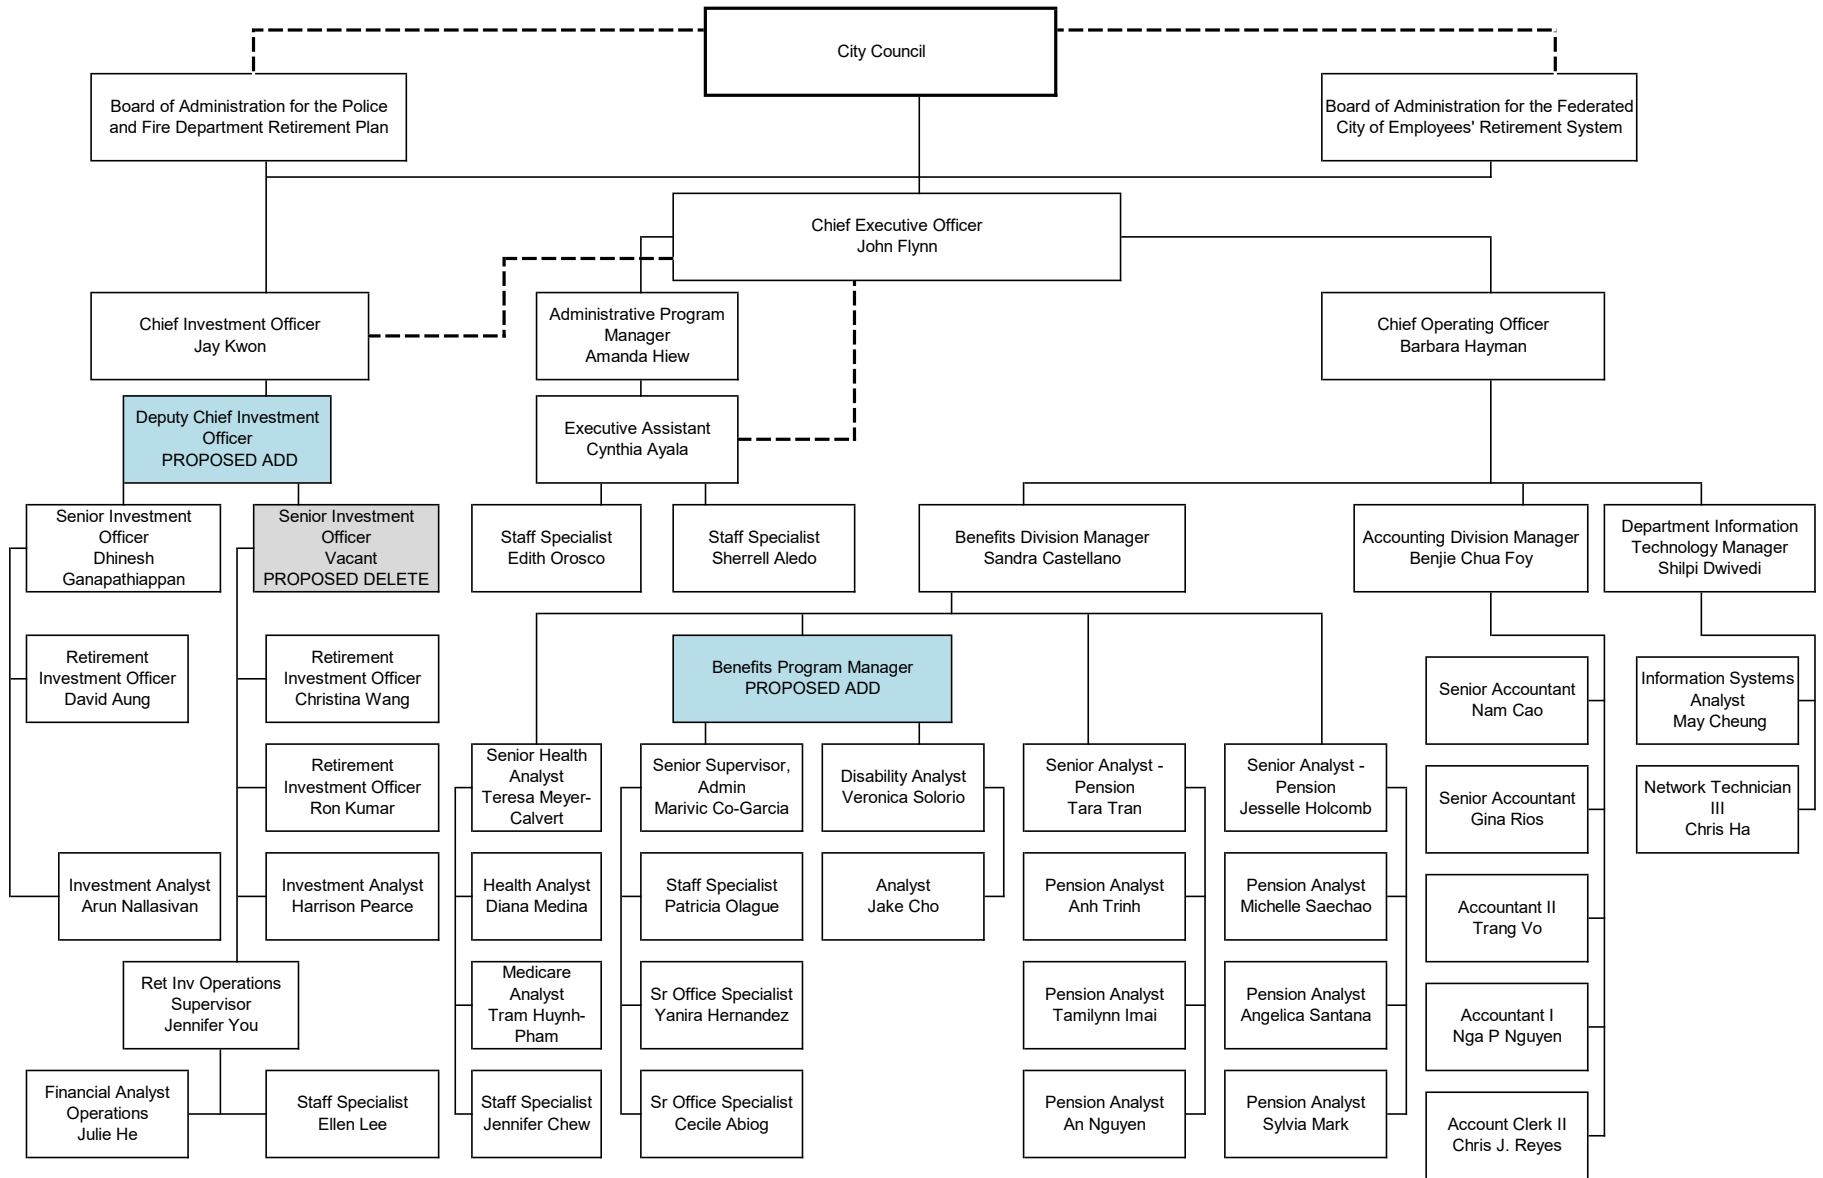 City Council
Board of Administration for the Police
and Fire Department Retirement Plan
Board of Administration for the Federated
City of Employees' Retirement System
Chief Executive Officer
John Flynn
Chief Investment Officer
Jay Kwon
Administrative Program
Manager
Amanda Hiew
Chief Operating Officer
Barbara Hayman
Deputy Chief Investment
Officer
PROPOSED ADD
Executive Assistant
Cynthia Ayala
Senior Investment
Officer
Dhinesh
Ganapathiappan
Senior Investment
Officer
Vacant
PROPOSED DELETE
Staff Specialist
Edith Orosco
Staff Specialist
Sherrell Aledo
Benefits Division Manager
Sandra Castellano
Accounting Division Manager
Benjie Chua Foy
Department Information
Technology Manager
Shilpi Dwivedi
Retirement
Investment Officer
David Aung
Retirement
Investment Officer
Christina Wang
Benefits Program Manager
PROPOSED ADD
Senior Accountant
Nam Cao
Information Systems
Analyst
May Cheung
Retirement
Investment Officer
Ron Kumar
Senior Health
Analyst
Teresa Meyer-
Calvert
Senior Supervisor,
Admin
Marivic Co-Garcia
Disability Analyst
Veronica Solorio
Senior Analyst -
Pension
Tara Tran
Senior Analyst -
Pension
Jesselle Holcomb
Senior Accountant
Gina Rios
Network Technician
III
Chris Ha
Investment Analyst
Arun Nallasivan
Investment Analyst
Harrison Pearce
Health Analyst
Diana Medina
Staff Specialist
Patricia Olague
Analyst
Jake Cho
Pension Analyst
Anh Trinh
Pension Analyst
Michelle Saechao
Accountant II
Trang Vo
Ret Inv Operations
Supervisor
Jennifer You
Medicare
Analyst
Tram Huynh-
Pham
Sr Office Specialist
Yanira Hernandez
Pension Analyst
Tamilynn Imai
Pension Analyst
Angelica Santana
Accountant I
Nga P Nguyen
Financial Analyst
Operations
Julie He
Staff Specialist
Ellen Lee
Staff Specialist
Jennifer Chew
Sr Office Specialist
Cecile Abiog
Pension Analyst
An Nguyen
Pension Analyst
Sylvia Mark
Account Clerk II
Chris J. Reyes